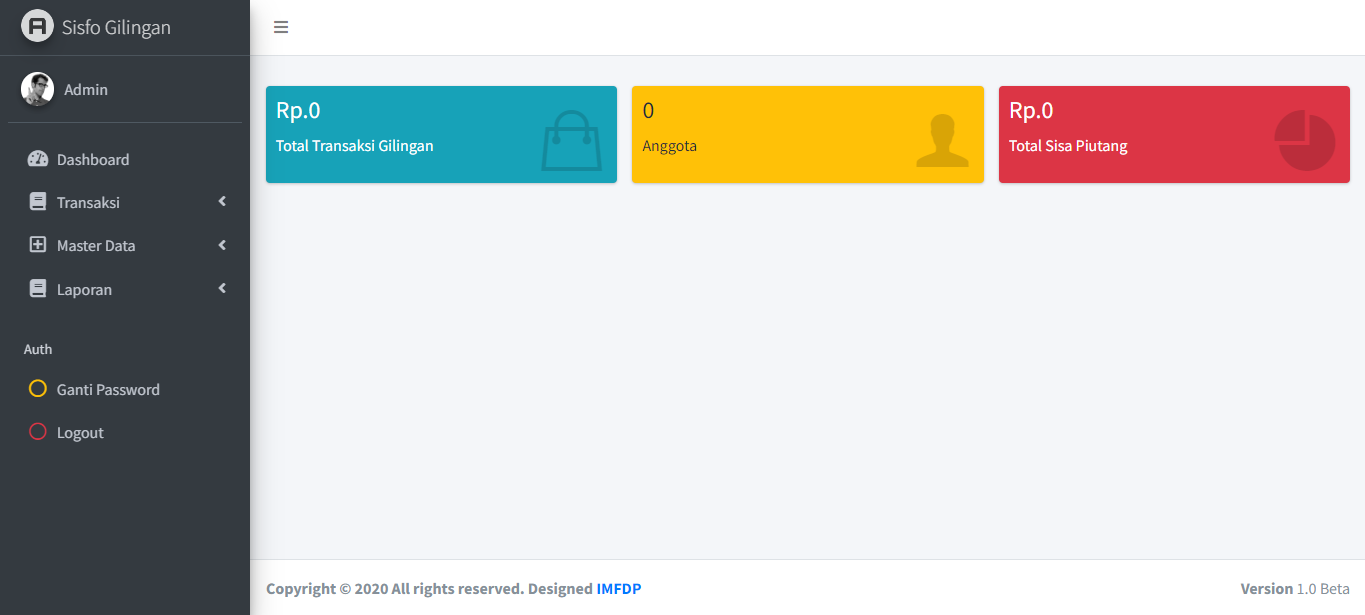 Sisfo Gilingan
Admin
Dashboard
Transaksi
Master Data
Laporan
Auth
Ganti Password
Logout
Rp.0
Total Transaksi Gilingan
0
Anggota
Rp.0
Total Sisa Piutang
Copyright © 2020 All rights reserved. Designed IMFDP
Version 1.0 Beta